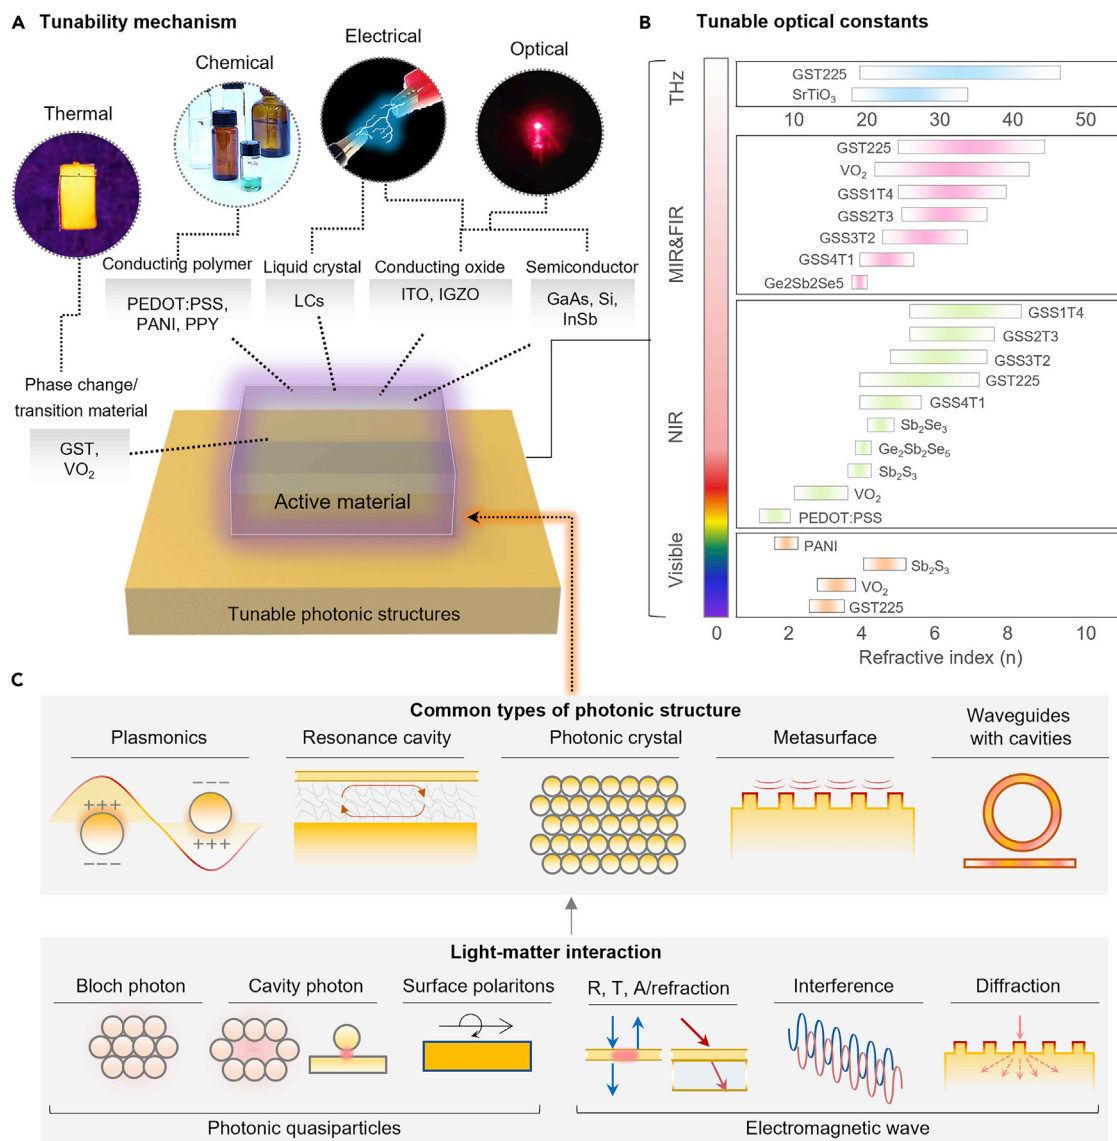 A Tunability mechanism
Thermal
Chemical
Electrical
Optical
Conducting polymer
PEDOT:PSS,
PANI, PPY
Liquid crystal
LCs
Conducting oxide
ITO, IGZO
Semiconductor
GaAs, Si,
InSb
Phase change/
transition material
GST,
VO₂
Active material
Tunable photonic structures
B Tunable optical constants
THz
GST225
SrTiO₃
10 20 30 40 50
MIR&FIR
GST225
VO₂
GSS1T4
GSS2T3
GSS3T2
GSS4T1
Ge2Sb2Se5
NIR
GSS1T4
GSS2T3
GSS3T2
GST225
GSS4T1
Sb₂Se₃
Ge₂Sb₂Se₅
Sb₂S₃
VO₂
PEDOT:PSS
Visible
PANI
Sb₂S₃
VO₂
GST225
0 2 4 6 8 10
Refractive index (n)
C
Common types of photonic structure
Plasmonics
+++
– – –
– – –
+++
Resonance cavity
Photonic crystal
Metasurface
Waveguides
with cavities
Light-matter interaction
Bloch photon
Cavity photon
Surface polaritons
R, T, A/refraction
Interference
Diffraction
Photonic quasiparticles
Electromagnetic wave